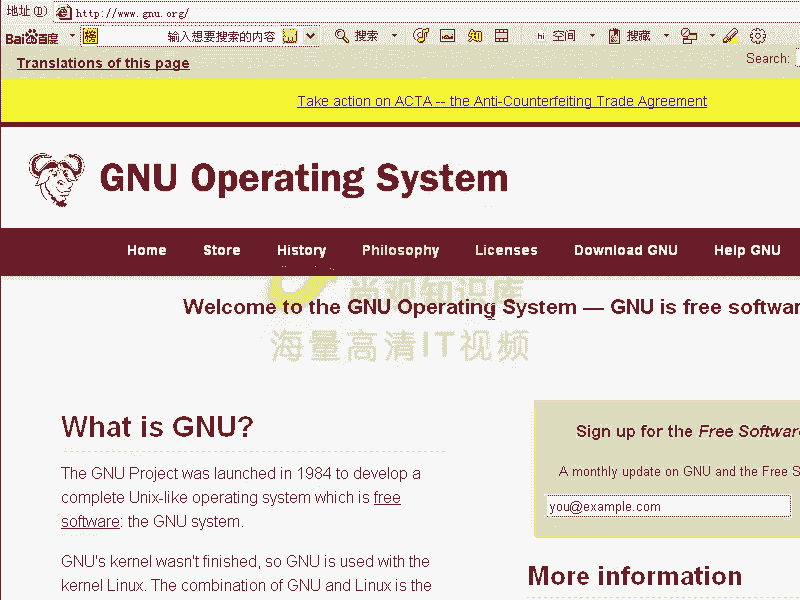 地址(D) http://www.gnu.org/
Bai百度 输入想要搜索的内容 搜索 知 hi 空间 搜藏
Translations of this page
Search:
Take action on ACTA -- the Anti-Counterfeiting Trade Agreement
GNU Operating System
Home Store History Philosophy Licenses Download GNU Help GNU
尚观知识库
Welcome to the GNU Operating System — GNU is free softwar
海量高清IT视频
What is GNU?
The GNU Project was launched in 1984 to develop a
complete Unix-like operating system which is free
software: the GNU system.
GNU's kernel wasn't finished, so GNU is used with the
kernel Linux. The combination of GNU and Linux is the
Sign up for the Free Softwar
A monthly update on GNU and the Free S
you@example.com
More information